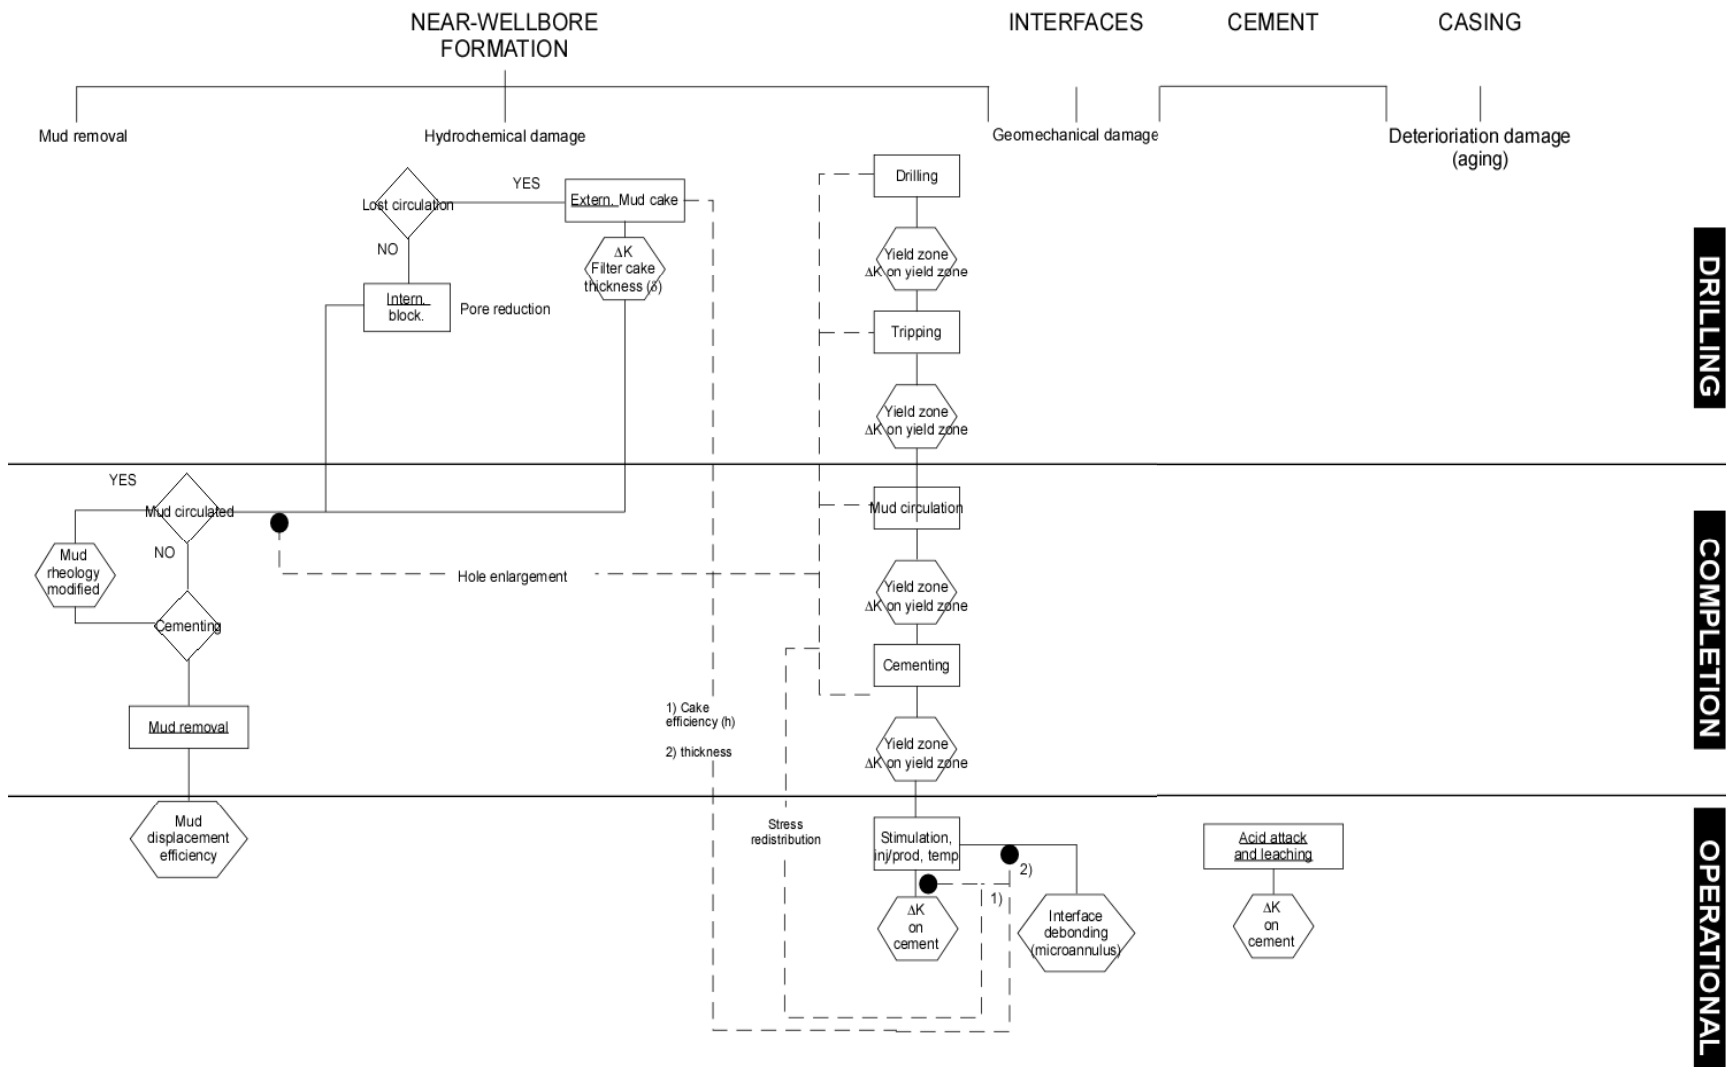 NEAR-WELLBORE
FORMATION
INTERFACES
CEMENT
CASING
Mud removal
Hydrochemical damage
Geomechanical damage
Deterioriation damage
(aging)
Lost circulation
YES
NO
Extern. Mud cake
ΔK
Filter cake
thickness (δ)
Intern.
block.
Pore reduction
Drilling
Yield zone
ΔK on yield zone
Tripping
Yield zone
ΔK on yield zone
DRILLING
YES
Mud circulated
NO
Mud
rheology
modified
Cementing
Mud removal
Hole enlargement
1) Cake
efficiency (h)
2) thickness
Mud circulation
Yield zone
ΔK on yield zone
Cementing
Yield zone
ΔK on yield zone
COMPLETION
Mud
displacement
efficiency
Stress
redistribution
Stimulation,
inj/prod, temp
2)
1)
ΔK
on
cement
Interface
debonding
(microannulus)
Acid attack
and leaching
ΔK
on
cement
OPERATIONAL